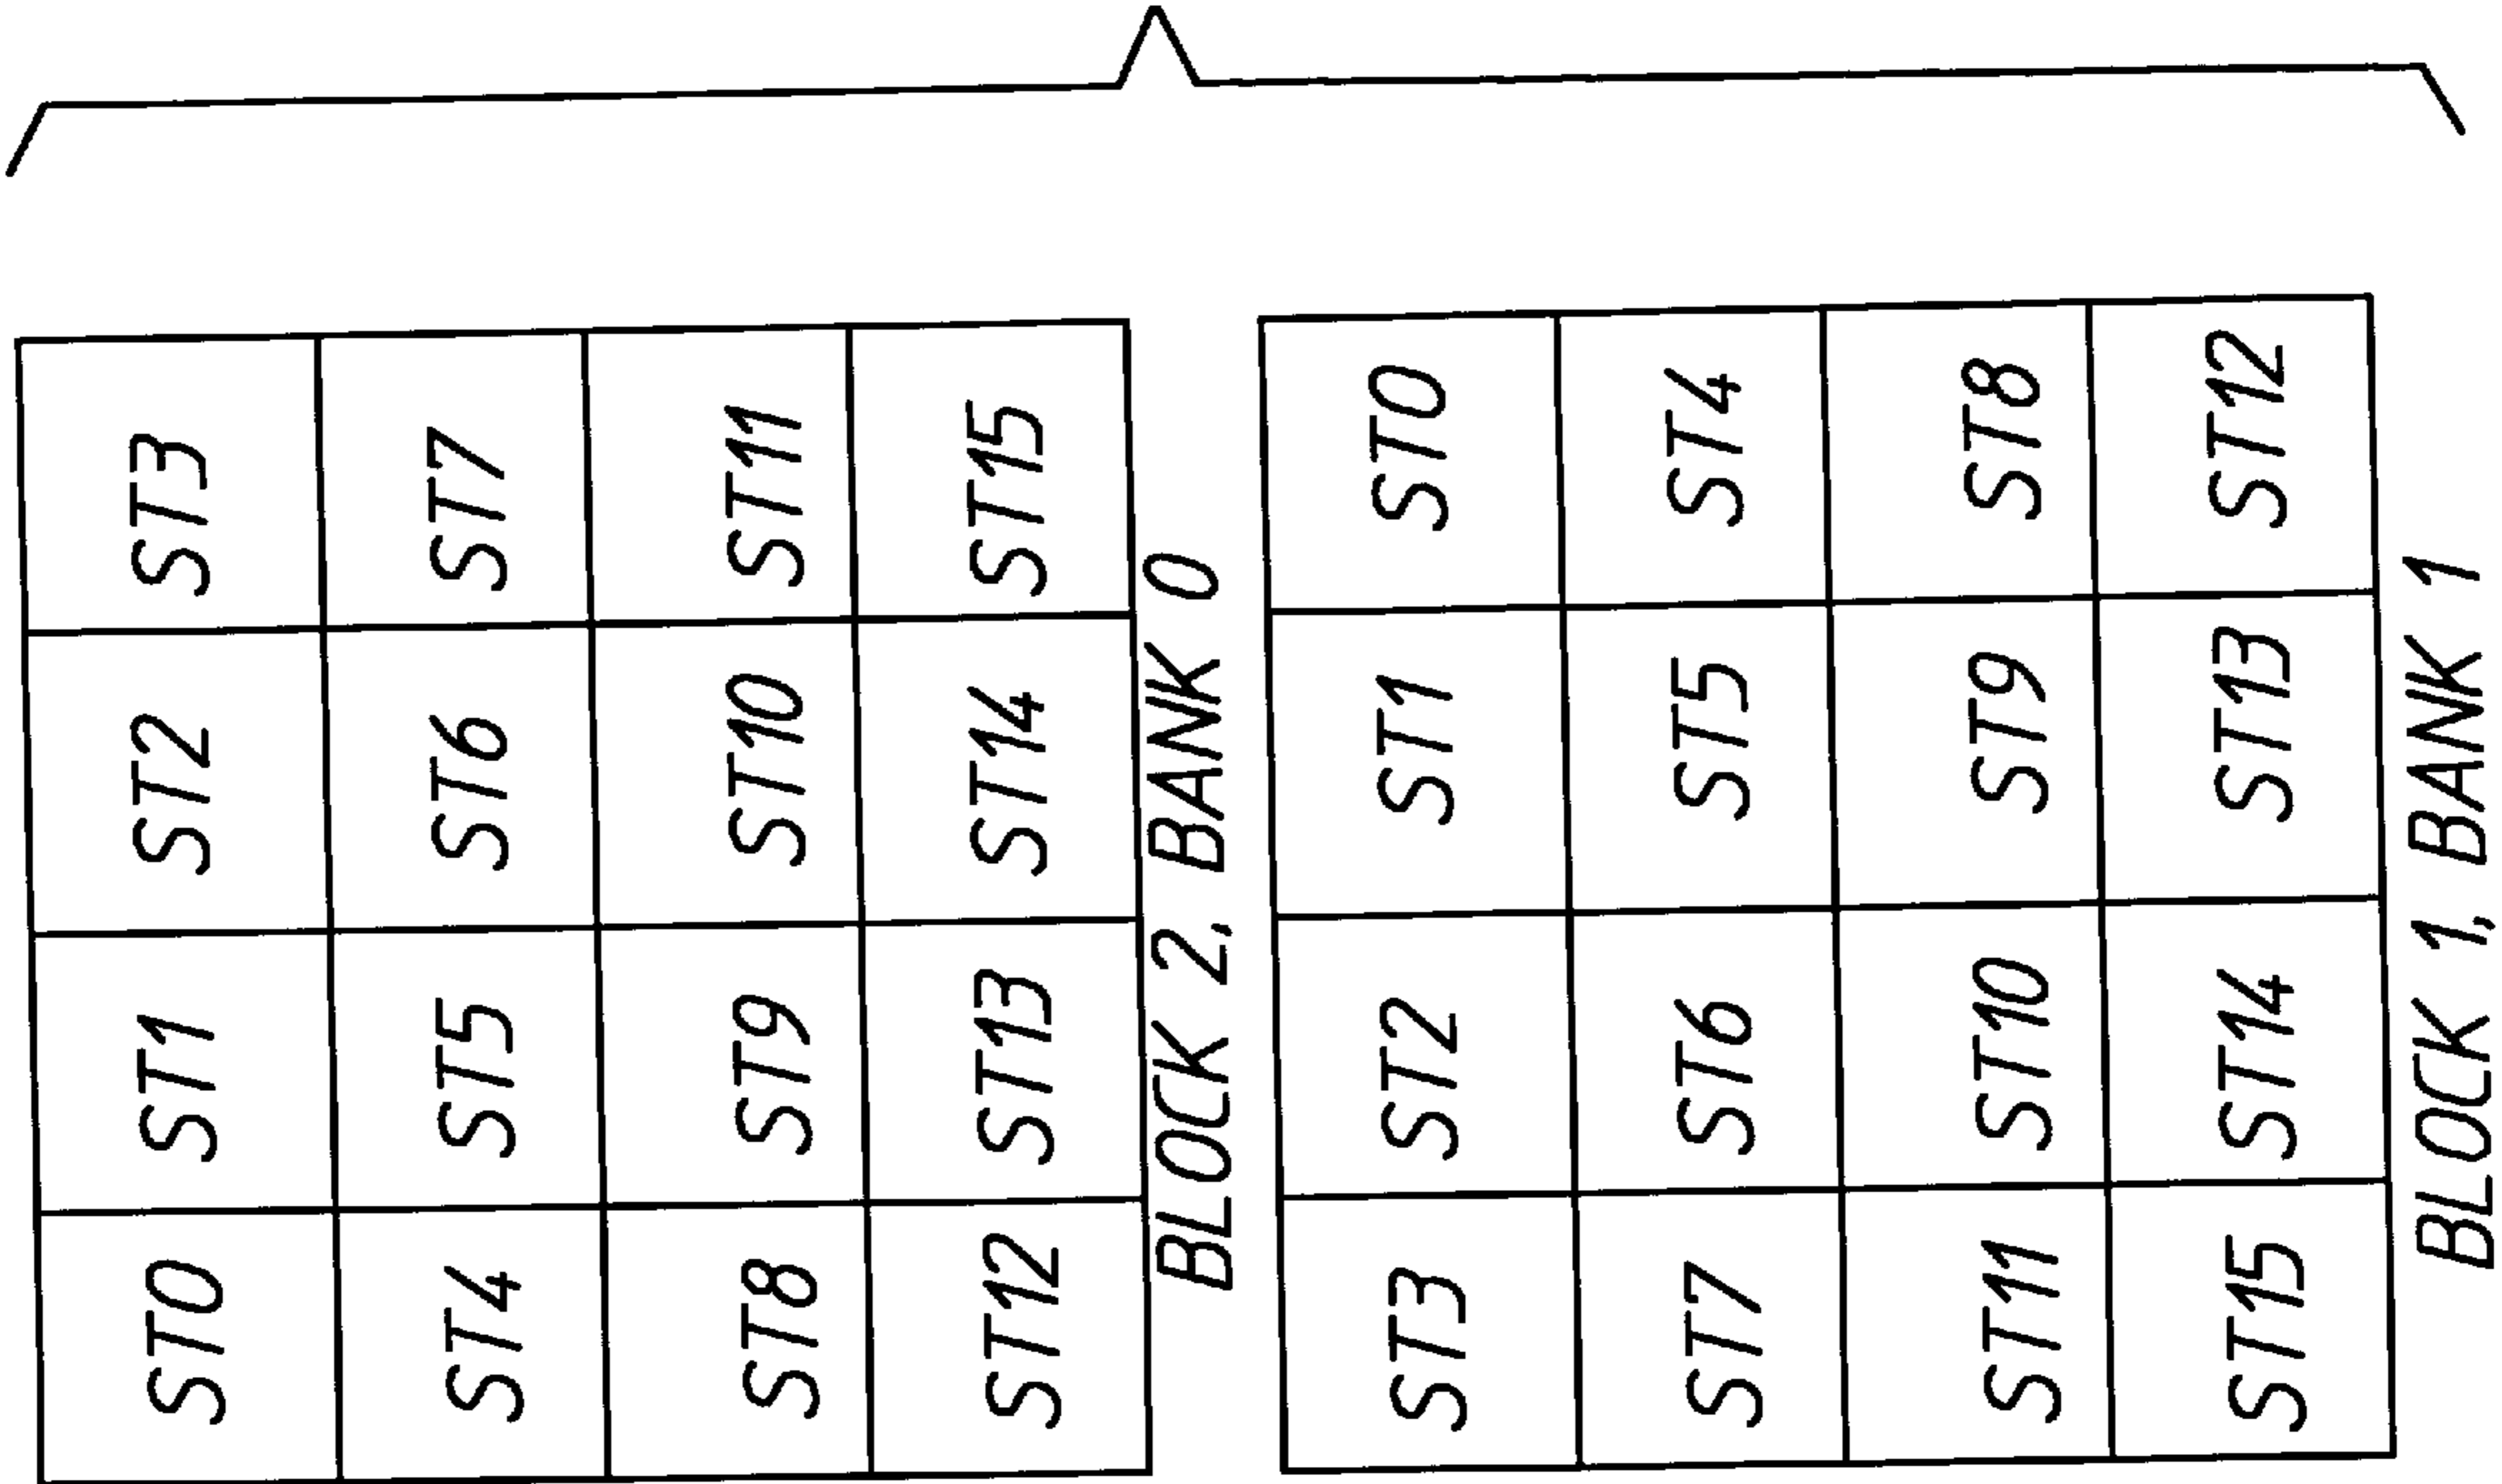 ST0 ST1 ST2 ST3
ST4 ST5 ST6 ST7
ST8 ST9 ST10 ST11
ST12 ST13 ST14 ST15
BLOCK 2, BANK 0
ST3 ST2 ST1 ST0
ST7 ST6 ST5 ST4
ST11 ST10 ST9 ST8
ST15 ST14 ST13 ST12
BLOCK 1, BANK 1